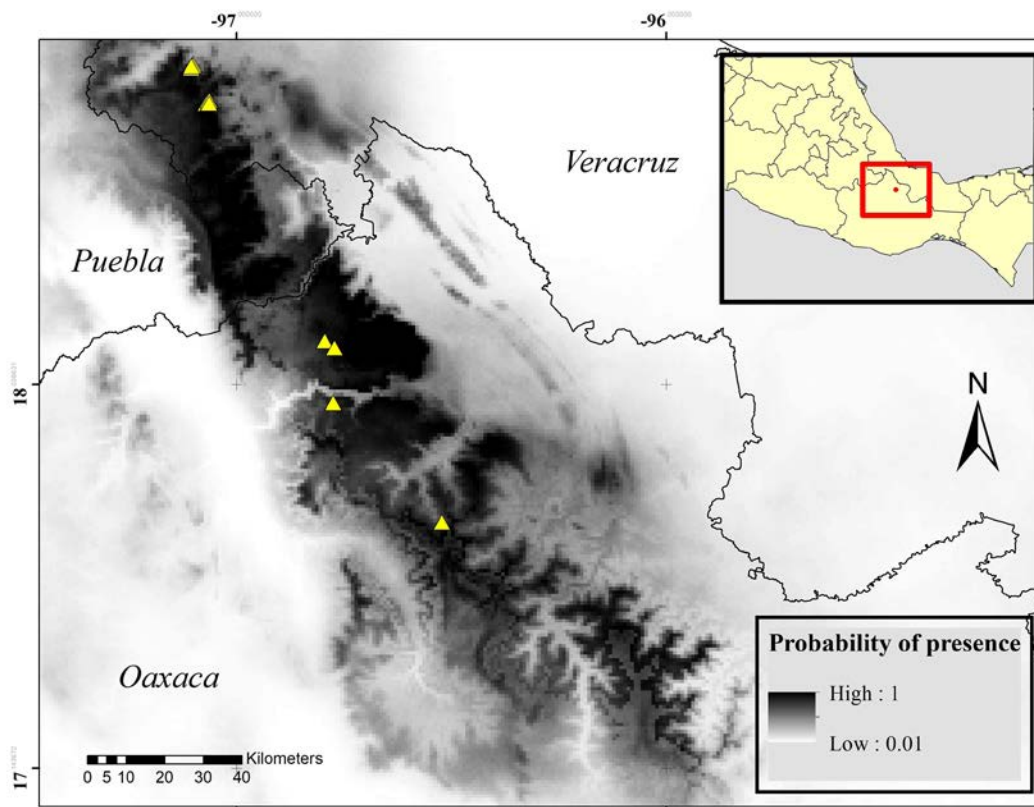 -97
-96
Veracruz
Puebla
18
N
Oaxaca
Probability of presence
High : 1
Low : 0.01
17
Kilometers
0 5 10 20 30 40